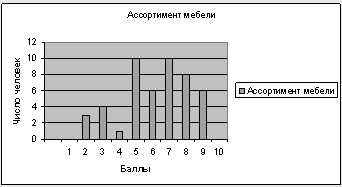 Ассортимент мебели
Число человек
12
10
8
6
4
2
0
1 2 3 4 5 6 7 8 9 10
Баллы
Ассортимент мебели